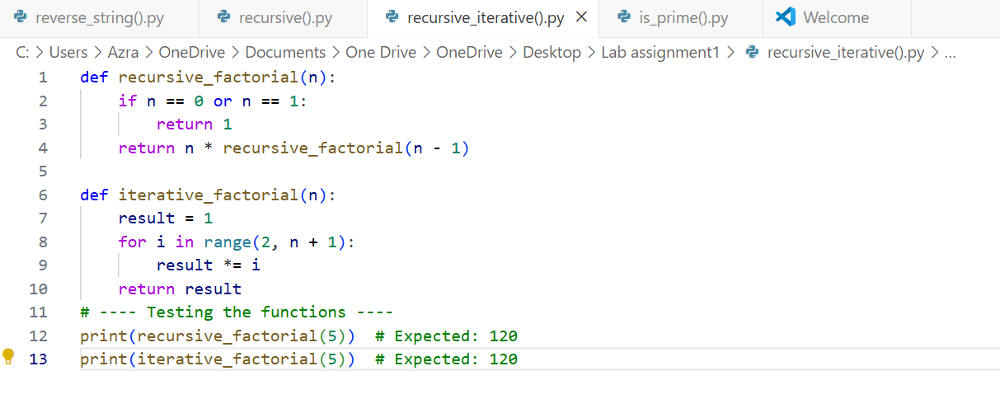 reverse_string().py recursive().py recursive_iterative().py is_prime().py Welcome
C: > Users > Azra > OneDrive > Documents > One Drive > OneDrive > Desktop > Lab assignment1 > recursive_iterative().py > ...
1 def recursive_factorial(n):
2     if n == 0 or n == 1:
3         return 1
4     return n * recursive_factorial(n - 1)
5
6 def iterative_factorial(n):
7     result = 1
8     for i in range(2, n + 1):
9         result *= i
10     return result
11 # ---- Testing the functions ----
12 print(recursive_factorial(5))  # Expected: 120
13 print(iterative_factorial(5))  # Expected: 120